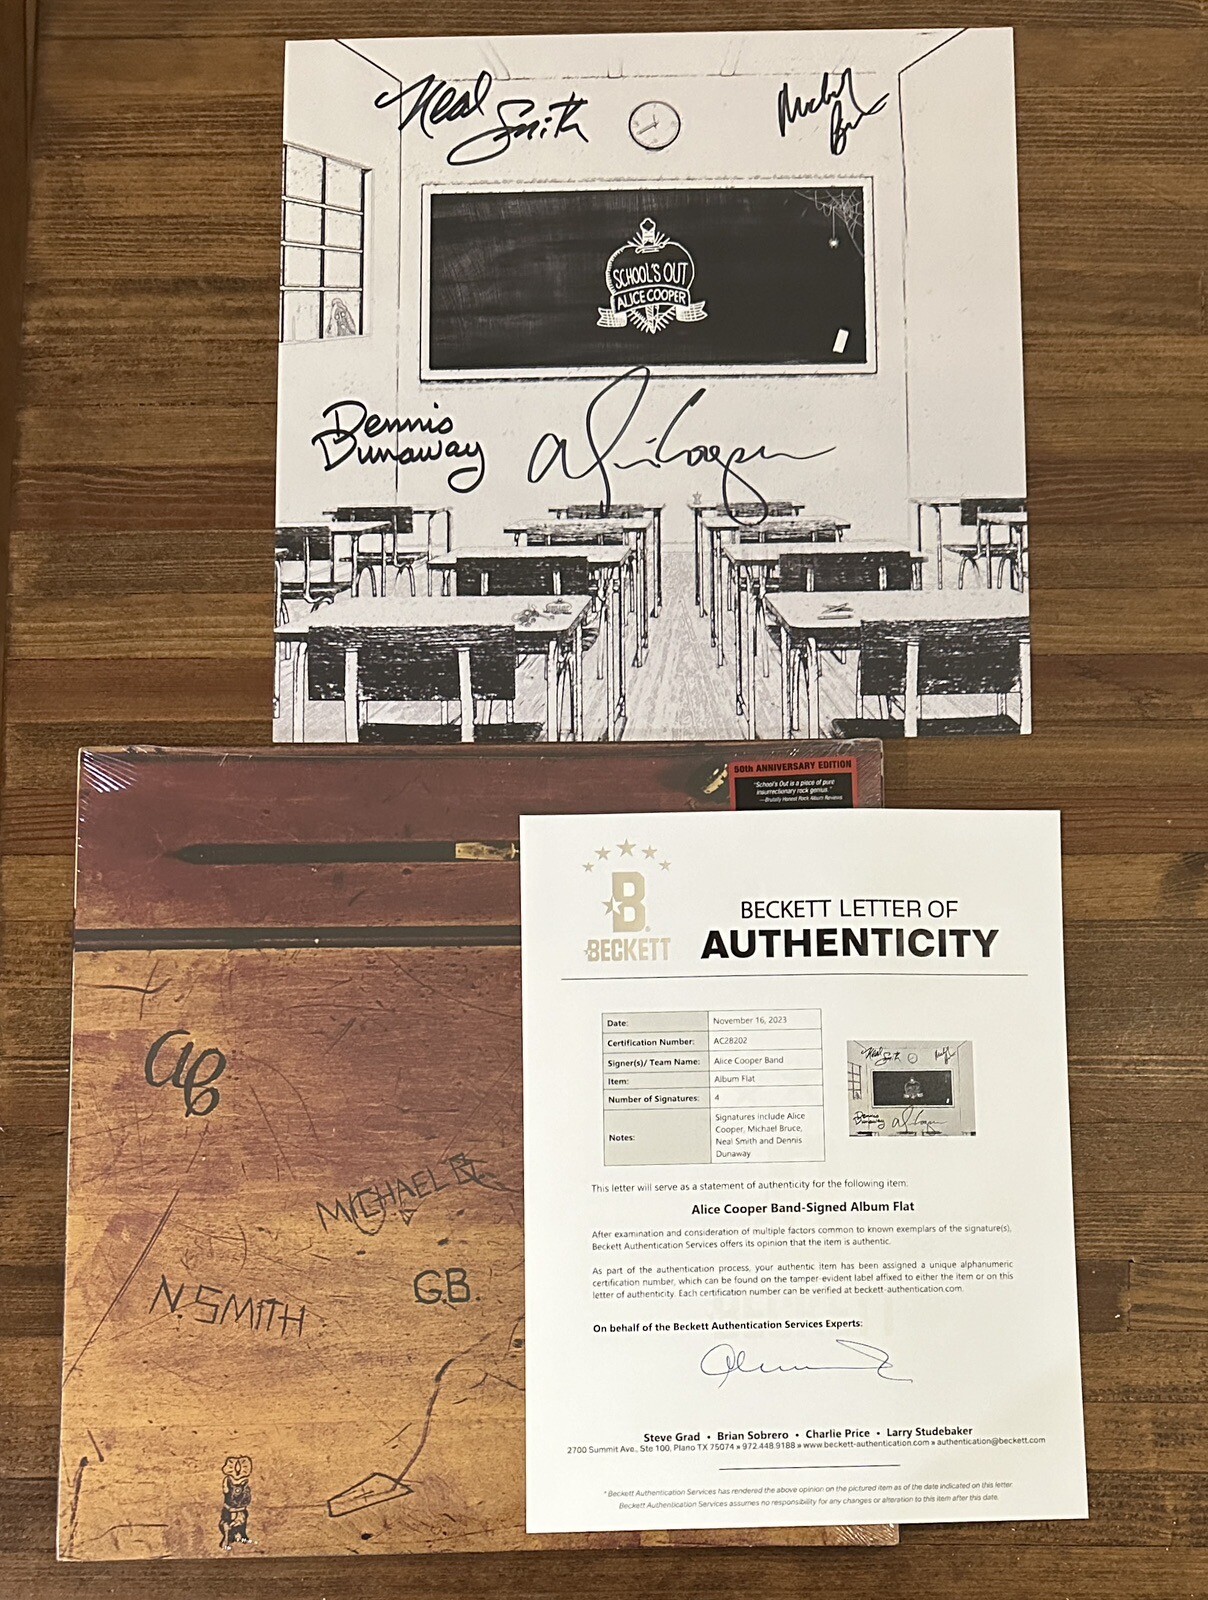 Neal
Smith
Michael
Bruce
SCHOOL'S OUT
ALICE COOPER
Dennis
Dunaway
Alice Cooper
50th ANNIVERSARY EDITION
"School's Out is a piece of pure
insurrectionary rock genius."
—Brutally Honest Rock Album Reviews
AC
MICHAEL B.
N. SMITH
G.B.
B
BECKETT
BECKETT LETTER OF
AUTHENTICITY
Date: November 16, 2023
Certification Number: AC28202
Signer(s)/ Team Name: Alice Cooper Band
Item: Album Flat
Number of Signatures: 4
Notes: Signatures include Alice
Cooper, Michael Bruce,
Neal Smith and Dennis
Dunaway
This letter will serve as a statement of authenticity for the following item:
Alice Cooper Band-Signed Album Flat
After examination and consideration of multiple factors common to known exemplars of the signature(s),
Beckett Authentication Services offers its opinion that the item is authentic.
As part of the authentication process, your authentic item has been assigned a unique alphanumeric
certification number, which can be found on the tamper-evident label affixed to either the item or on this
letter of authenticity. Each certification number can be verified at beckett-authentication.com.
On behalf of the Beckett Authentication Services Experts:
Steve Grad • Brian Sobrero • Charlie Price • Larry Studebaker
2700 Summit Ave., Ste 100, Plano TX 75074 » 972.448.9188 » www.beckett-authentication.com » authentication@beckett.com
* Beckett Authentication Services has rendered the above opinion on the pictured item as of the date indicated on this letter.
Beckett Authentication Services assumes no responsibility for any changes or alteration to this item after this date.